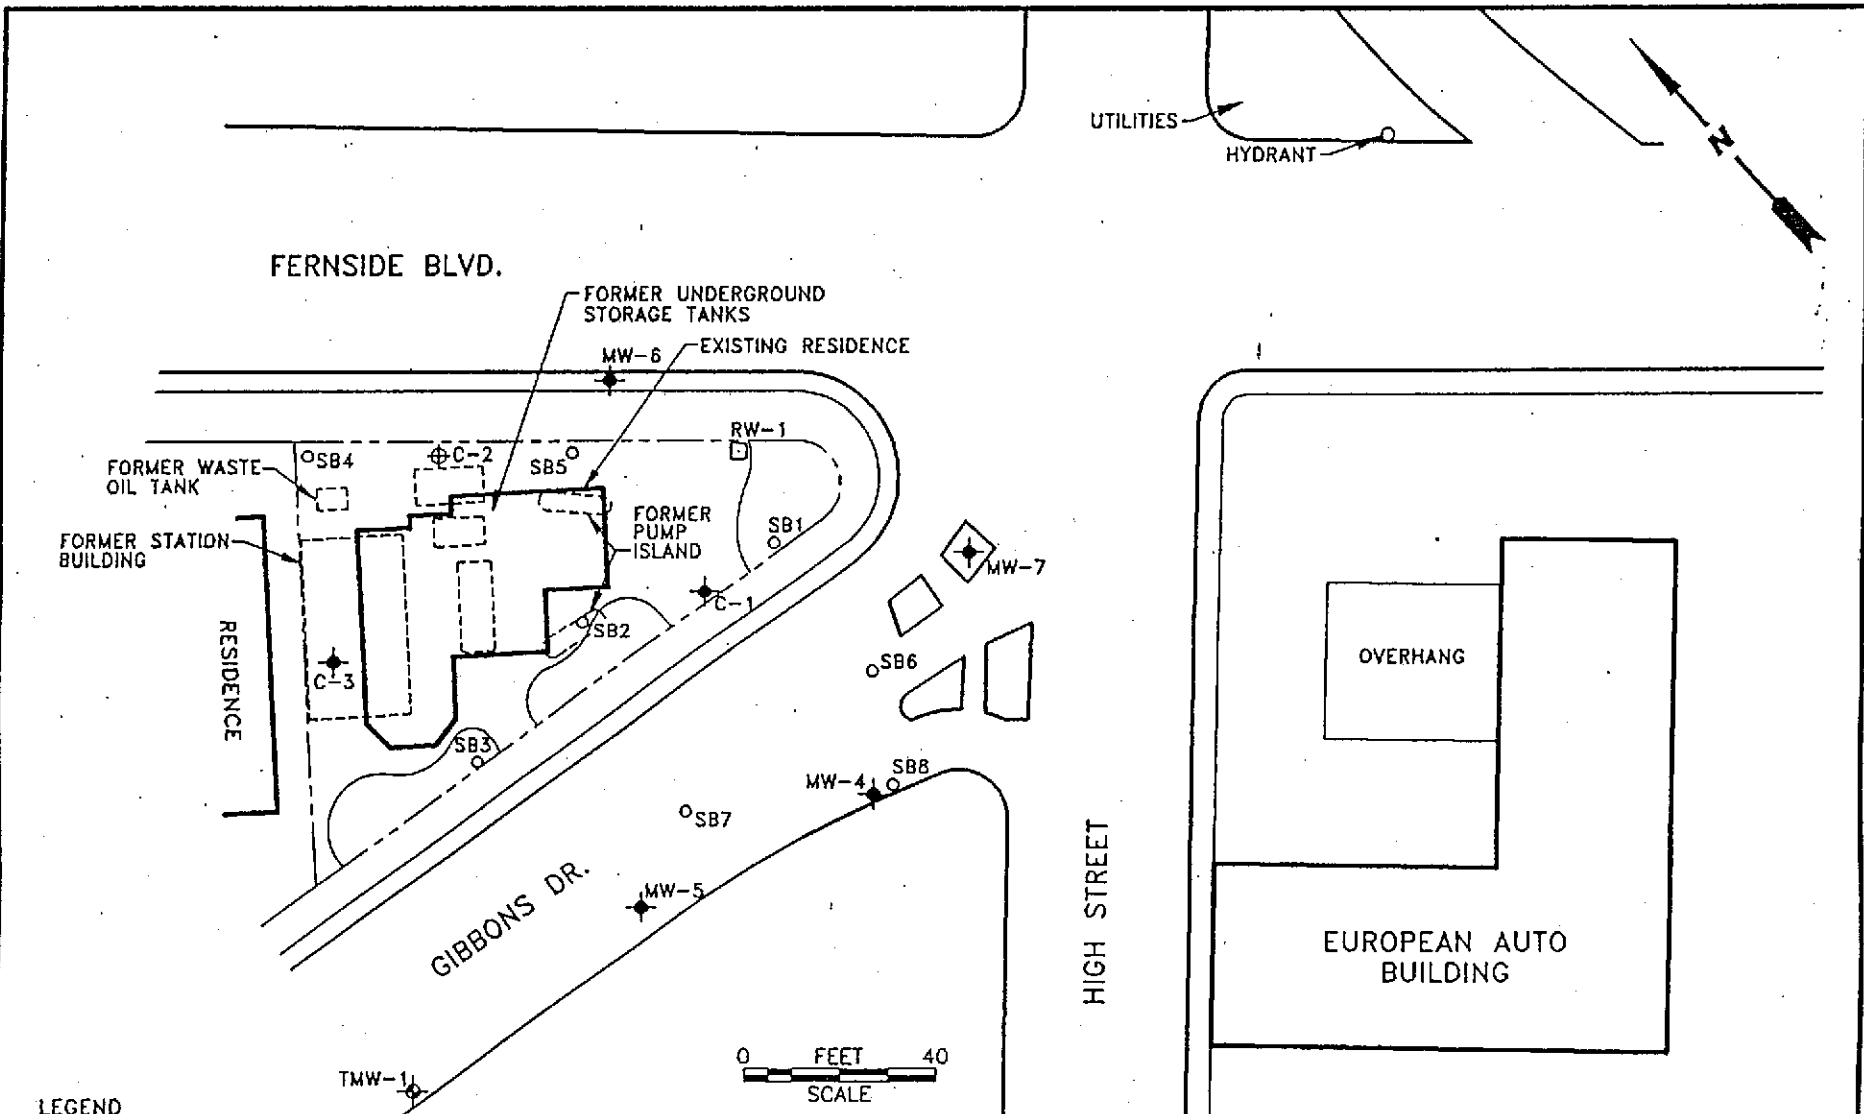 UTILITIES
HYDRANT
N
FERNSIDE BLVD.
FORMER UNDERGROUND
STORAGE TANKS
EXISTING RESIDENCE
MW-6
RW-1
SB4
C-2
SB5
FORMER WASTE
OIL TANK
FORMER
PUMP
ISLAND
SB1
FORMER STATION
BUILDING
MW-7
C-1
SB2
RESIDENCE
C-3
SB6
OVERHANG
SB3
MW-4
SB8
SB7
HIGH STREET
MW-5
GIBBONS DR.
EUROPEAN AUTO
BUILDING
0 FEET 40
SCALE
TMW-1
LEGEND